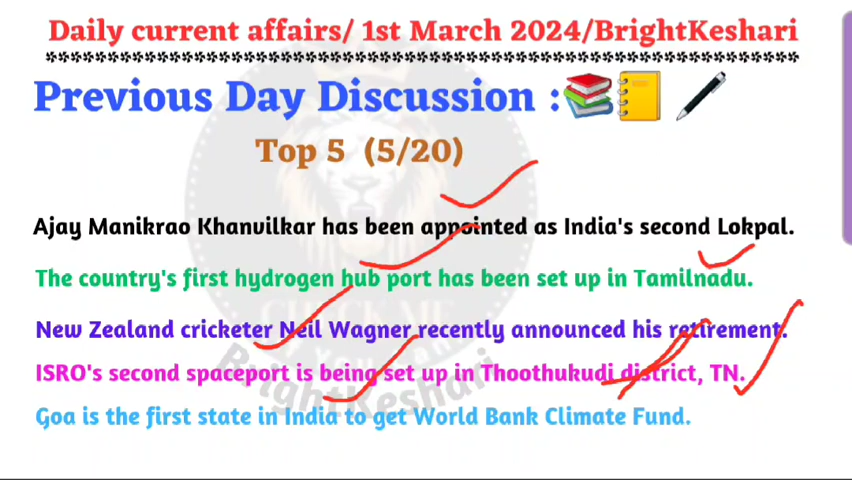 Daily current affairs/ 1st March 2024/BrightKeshari
****************************************************************
Previous Day Discussion :
Top 5 (5/20)
Ajay Manikrao Khanvilkar has been appointed as India's second Lokpal.
The country's first hydrogen hub port has been set up in Tamilnadu.
New Zealand cricketer Neil Wagner recently announced his retirement.
ISRO's second spaceport is being set up in Thoothukudi district, TN.
Goa is the first state in India to get World Bank Climate Fund.
BrightKeshari